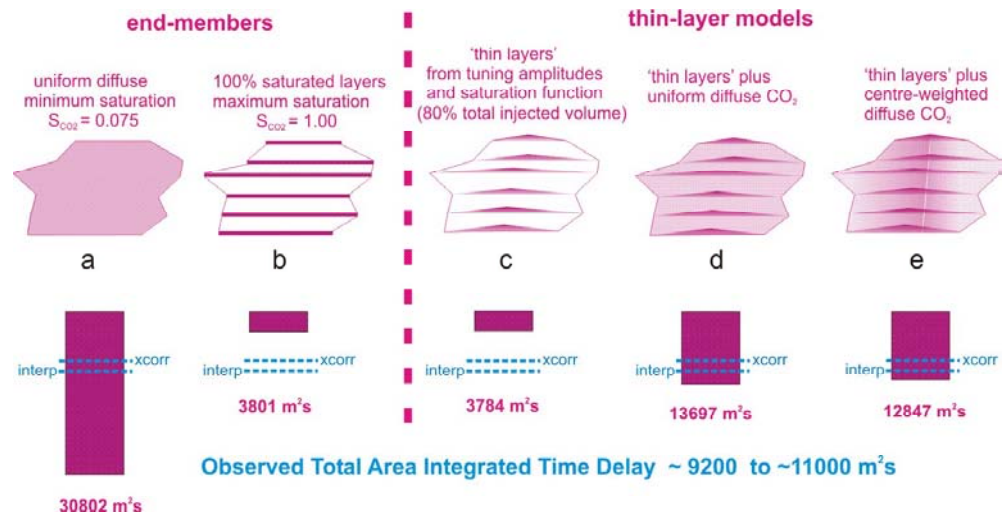 end-members
thin-layer models
uniform diffuse
minimum saturation
S_CO2 = 0.075
100% saturated layers
maximum saturation
S_CO2 = 1.00
‘thin layers’
from tuning amplitudes
and saturation function
(80% total injected volume)
‘thin layers’ plus
uniform diffuse CO₂
‘thin layers’ plus
centre-weighted
diffuse CO₂
a
b
c
d
e
xcorr
interp
30802 m²s
xcorr
interp
3801 m²s
xcorr
interp
3784 m²s
xcorr
interp
13697 m²s
xcorr
interp
12847 m²s
Observed Total Area Integrated Time Delay ~ 9200 to ~11000 m²s